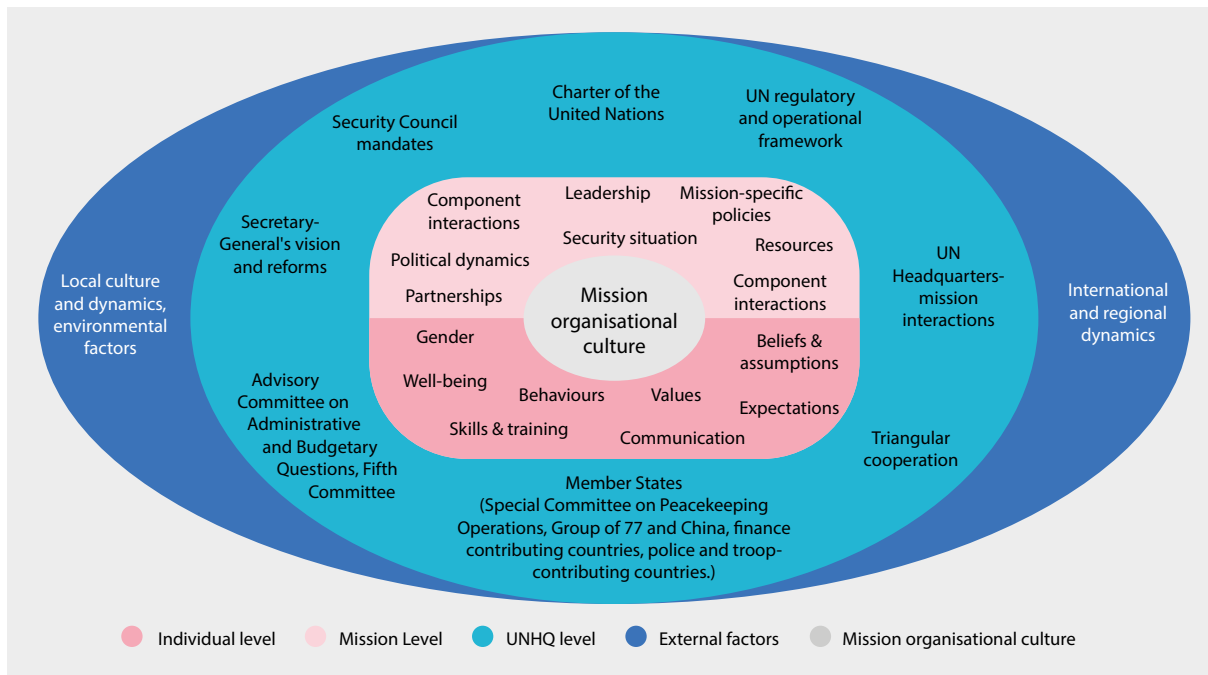 Charter of the
United Nations
UN regulatory
and operational
framework
Security Council
mandates
Secretary-
General's vision
and reforms
UN
Headquarters-
mission
interactions
Local culture
and dynamics,
environmental
factors
International
and regional
dynamics
Component
interactions
Leadership
Mission-specific
policies
Security situation
Resources
Political dynamics
Partnerships
Component
interactions
Mission
organisational
culture
Gender
Beliefs &
assumptions
Well-being
Behaviours
Values
Expectations
Skills & training
Communication
Advisory
Committee on
Administrative
and Budgetary
Questions, Fifth
Committee
Triangular
cooperation
Member States
(Special Committee on Peacekeeping
Operations, Group of 77 and China, finance
contributing countries, police and troop-
contributing countries.)
Individual level
Mission Level
UNHQ level
External factors
Mission organisational culture